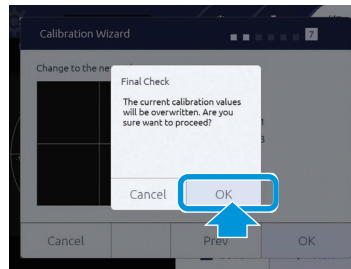 Calibration Wizard
7
Change to the ne
Final Check
The current calibration values
will be overwritten. Are you
sure want to proceed?
Cancel
OK
Cancel
Prev
OK